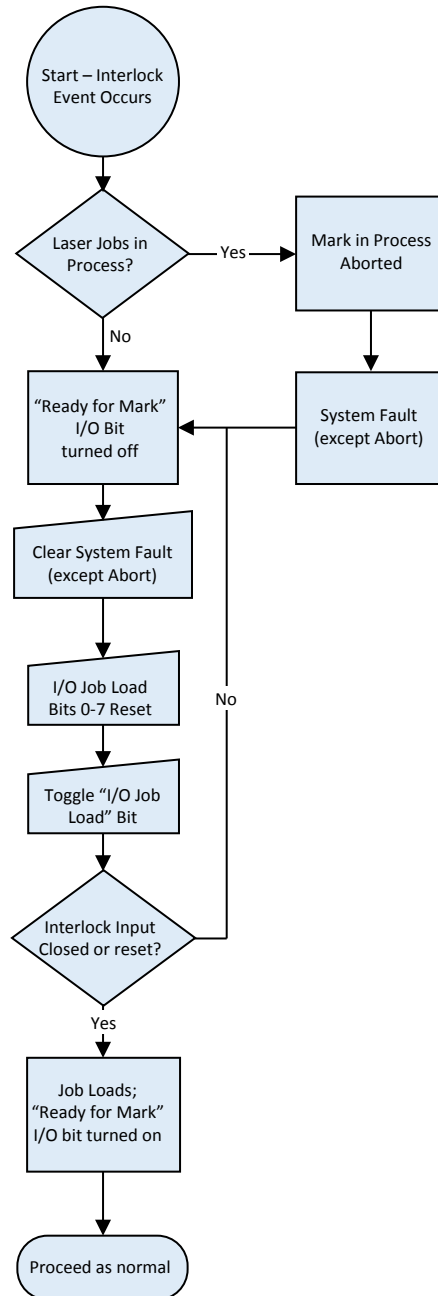 Start – Interlock
Event Occurs
Laser Jobs in
Process?
Yes
Mark in Process
Aborted
No
“Ready for Mark”
I/O Bit
turned off
System Fault
(except Abort)
Clear System Fault
(except Abort)
I/O Job Load
Bits 0-7 Reset
No
Toggle “I/O Job
Load” Bit
Interlock Input
Closed or reset?
Yes
Job Loads;
“Ready for Mark”
I/O bit turned on
Proceed as normal